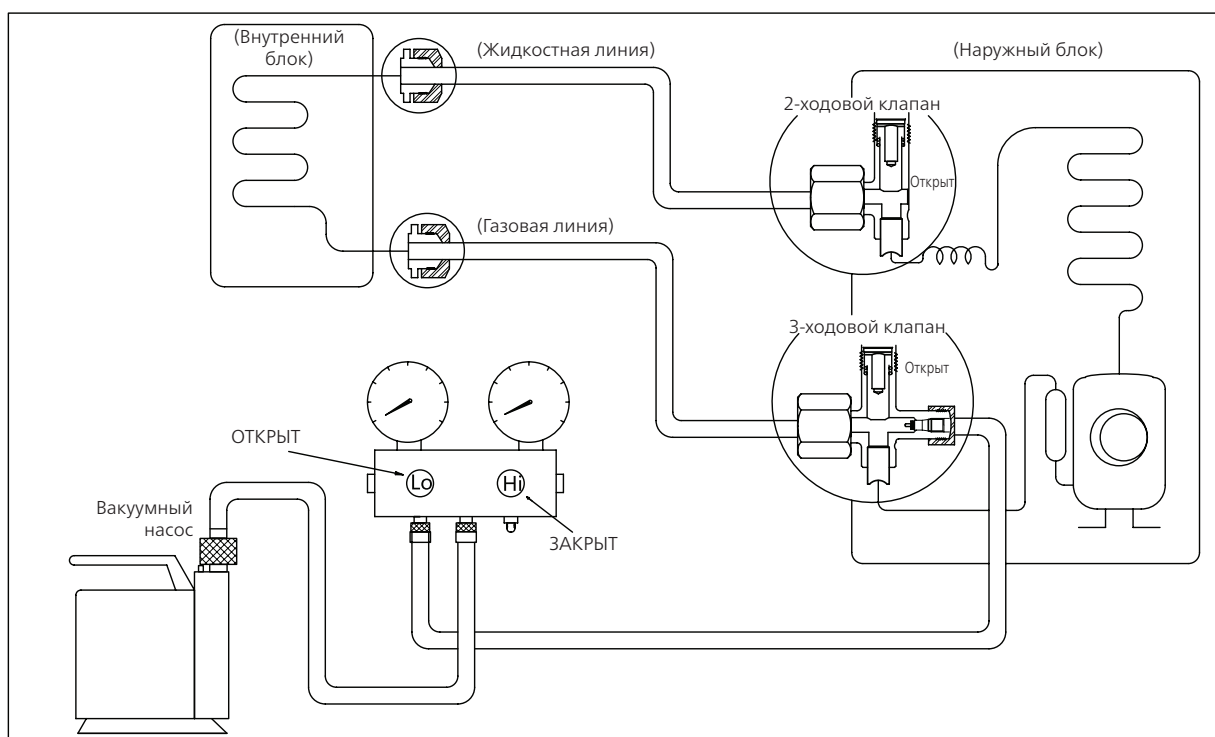 (Внутренний
блок)
(Жидкостная линия)
(Наружный блок)
2-ходовой клапан
Открыт
(Газовая линия)
3-ходовой клапан
Открыт
ОТКРЫТ
Lo
Hi
Вакуумный
насос
ЗАКРЫТ